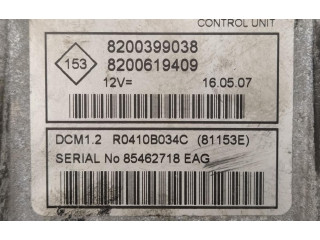 CONTROL UNIT
153
8200399038
8200619409
12V= 16.05.07
DCM1.2 R0410B034C (81153E)
SERIAL No 85462718 EAG